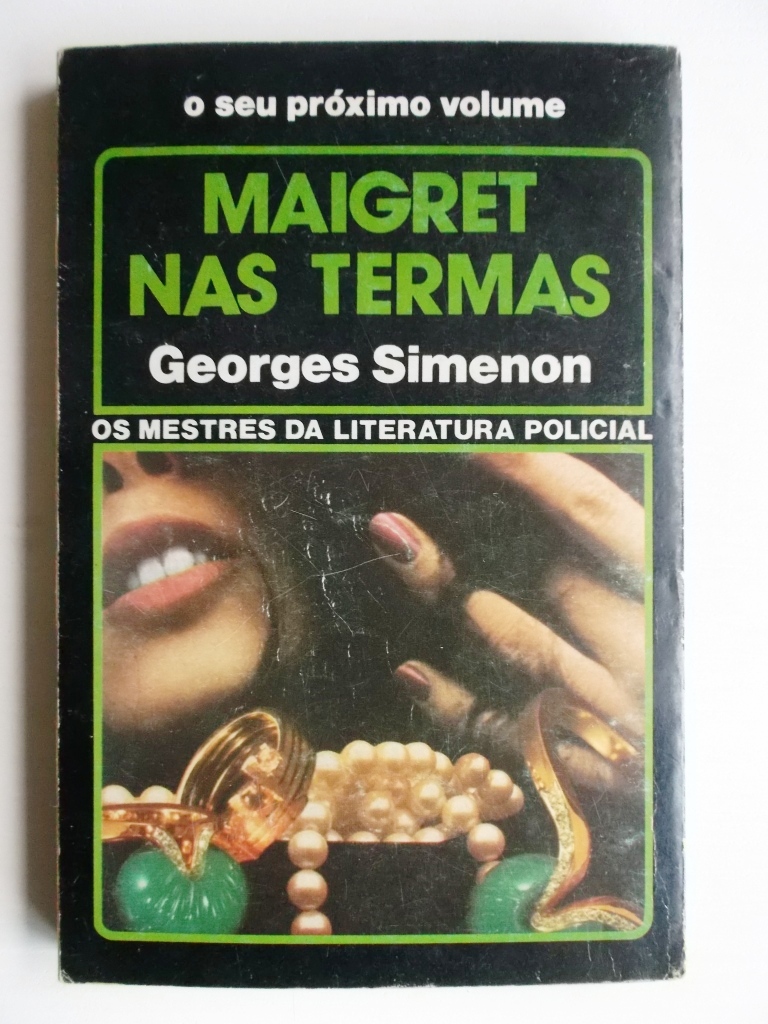 o seu próximo volume
MAIGRET
NAS TERMAS
Georges Simenon
OS MESTRES DA LITERATURA POLICIAL